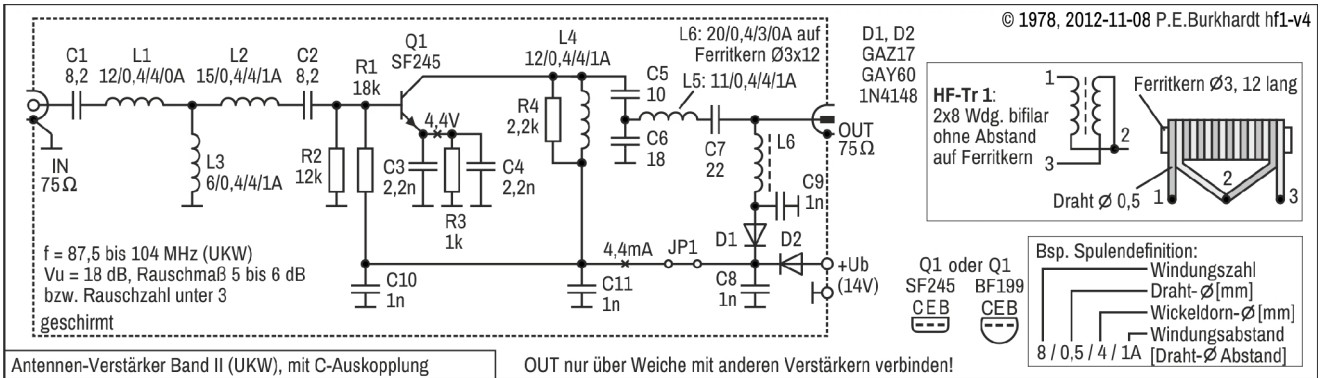 © 1978, 2012-11-08 P.E.Burkhardt hf1-v4
C1
8,2
L1
12/0,4/4/0A
L2
15/0,4/4/1A
C2
8,2
R1
18k
Q1
SF245
L4
12/0,4/4/1A
L6: 20/0,4/3/0A auf
Ferritkern Ø3x12
C5
10
L5: 11/0,4/4/1A
D1, D2
GAZ17
GAY60
1N4148
IN
75Ω
L3
6/0,4/4/1A
R2
12k
4,4V
C3
2,2n
R3
1k
C4
2,2n
R4
2,2k
C6
18
C7
22
L6
C9
1n
OUT
75Ω
D1
D2
4,4mA
JP1
+Ub
(14V)
C10
1n
C11
1n
C8
1n
f = 87,5 bis 104 MHz (UKW)
Vu = 18 dB, Rauschmaß 5 bis 6 dB
bzw. Rauschzahl unter 3
geschirmt
HF-Tr 1:
2x8 Wdg. bifilar
ohne Abstand
auf Ferritkern
1
2
3
Ferritkern Ø3, 12 lang
Draht Ø 0,5
1
2
3
Q1 oder Q1
SF245 BF199
CEB CEB
Bsp. Spulendefinition:
Windungszahl
Draht-Ø[mm]
Wickeldorn-Ø[mm]
Windungsabstand
8 / 0,5 / 4 / 1A [Draht-Ø Abstand]
Antennen-Verstärker Band II (UKW), mit C-Auskopplung
OUT nur über Weiche mit anderen Verstärkern verbinden!